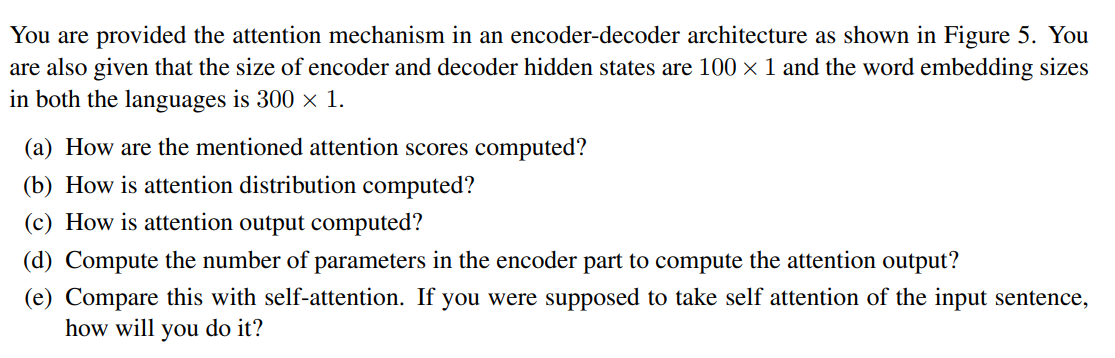 You are provided the attention mechanism in an encoder-decoder architecture as shown in Figure 5. You
are also given that the size of encoder and decoder hidden states are 100 × 1 and the word embedding sizes
in both the languages is 300 × 1.
(a) How are the mentioned attention scores computed?
(b) How is attention distribution computed?
(c) How is attention output computed?
(d) Compute the number of parameters in the encoder part to compute the attention output?
(e) Compare this with self-attention. If you were supposed to take self attention of the input sentence,
how will you do it?